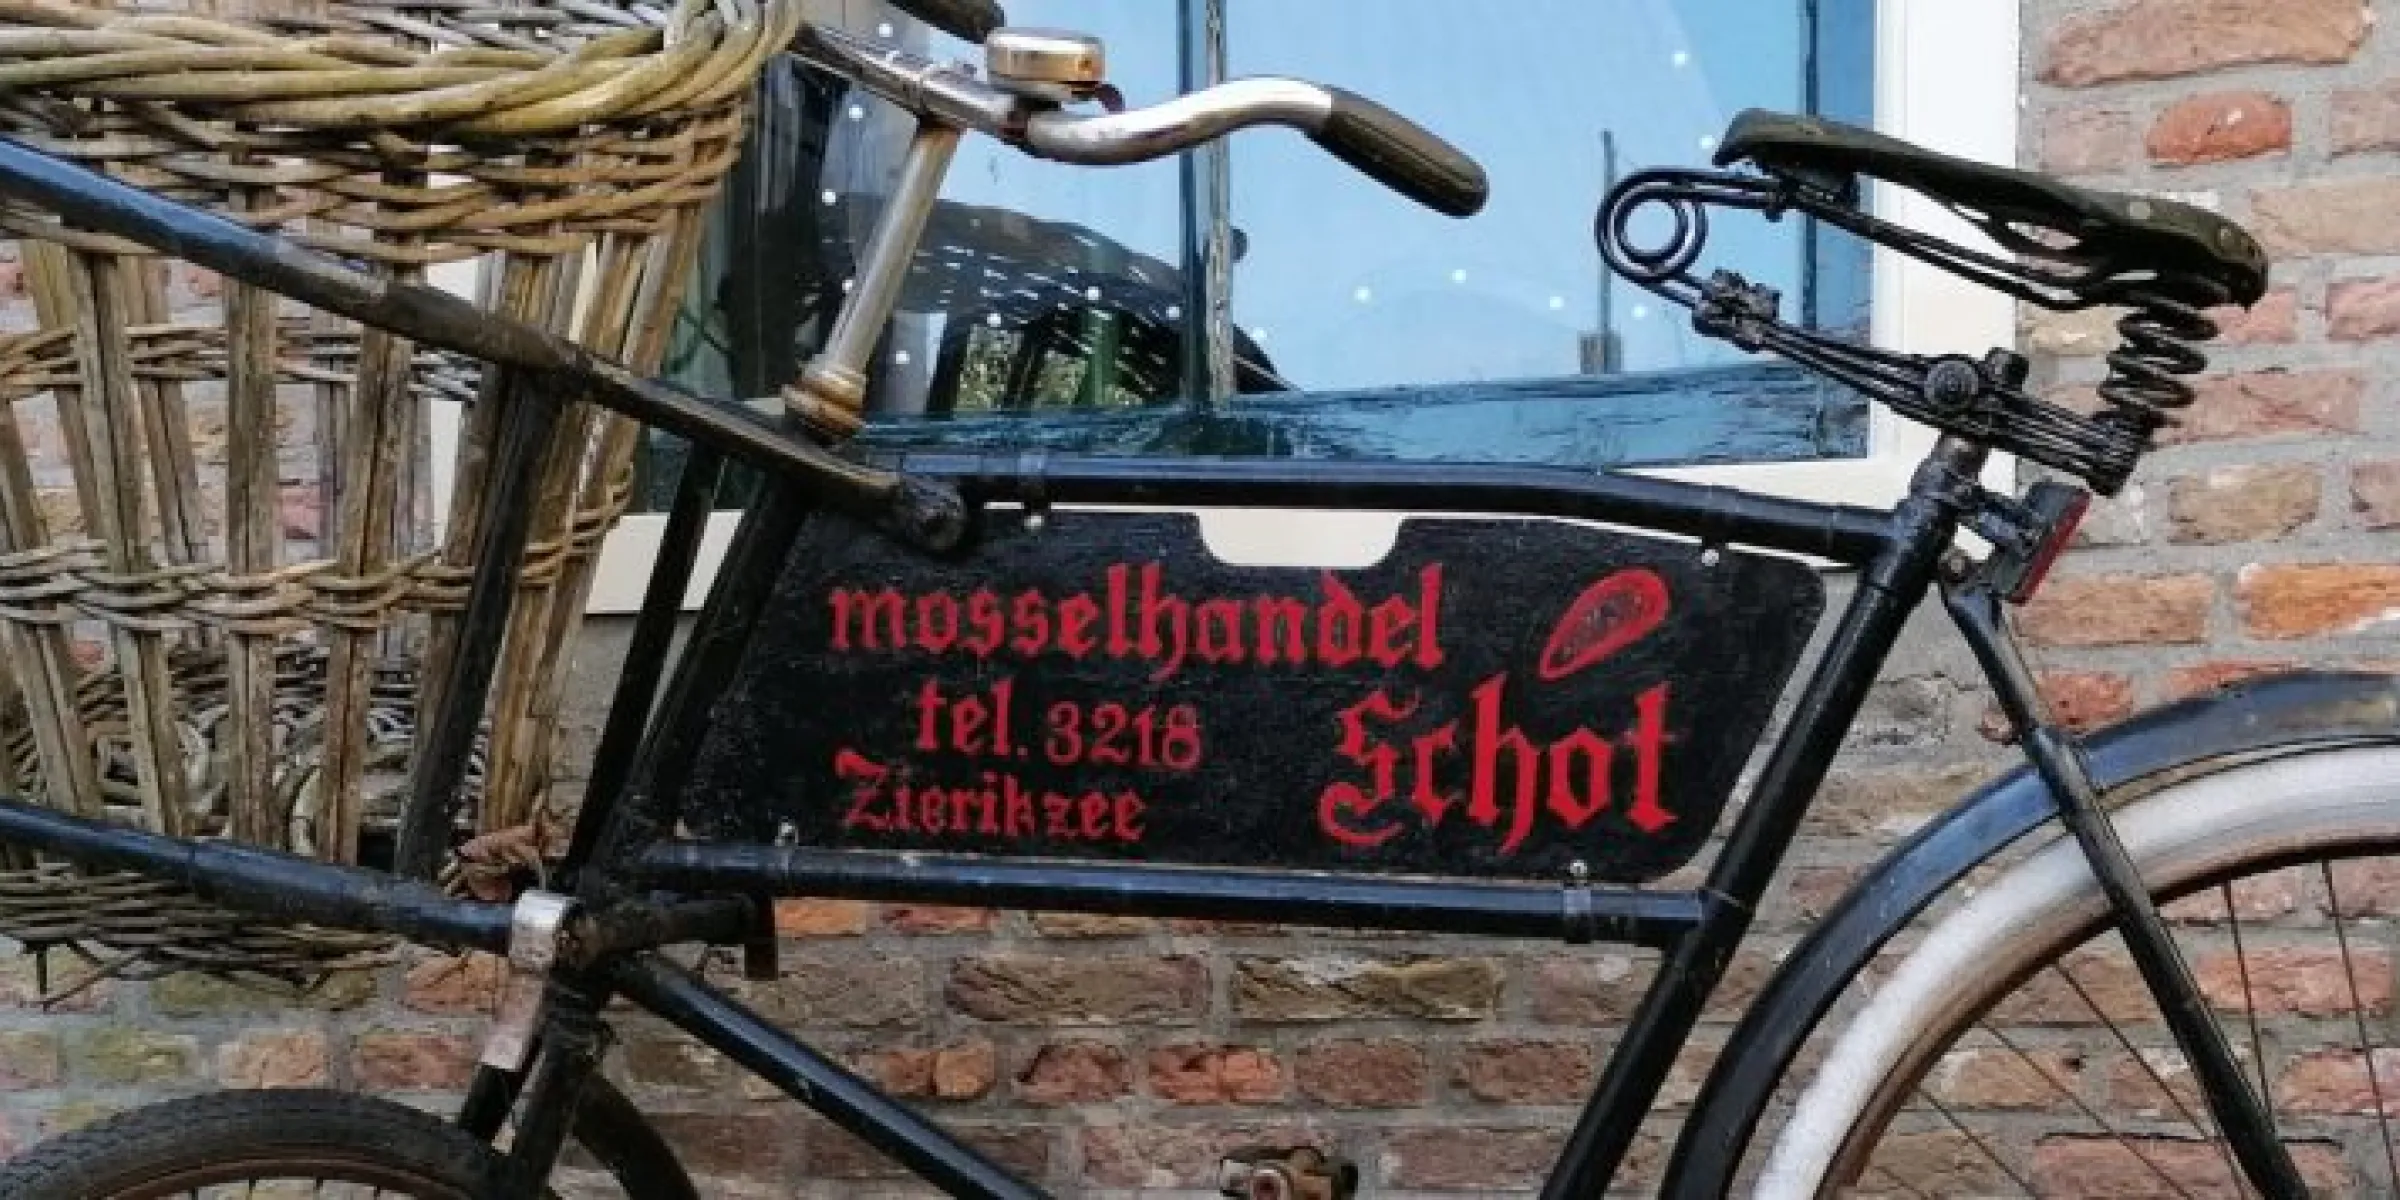 mosselhandel
tel. 3218
Zierikzee
Schot